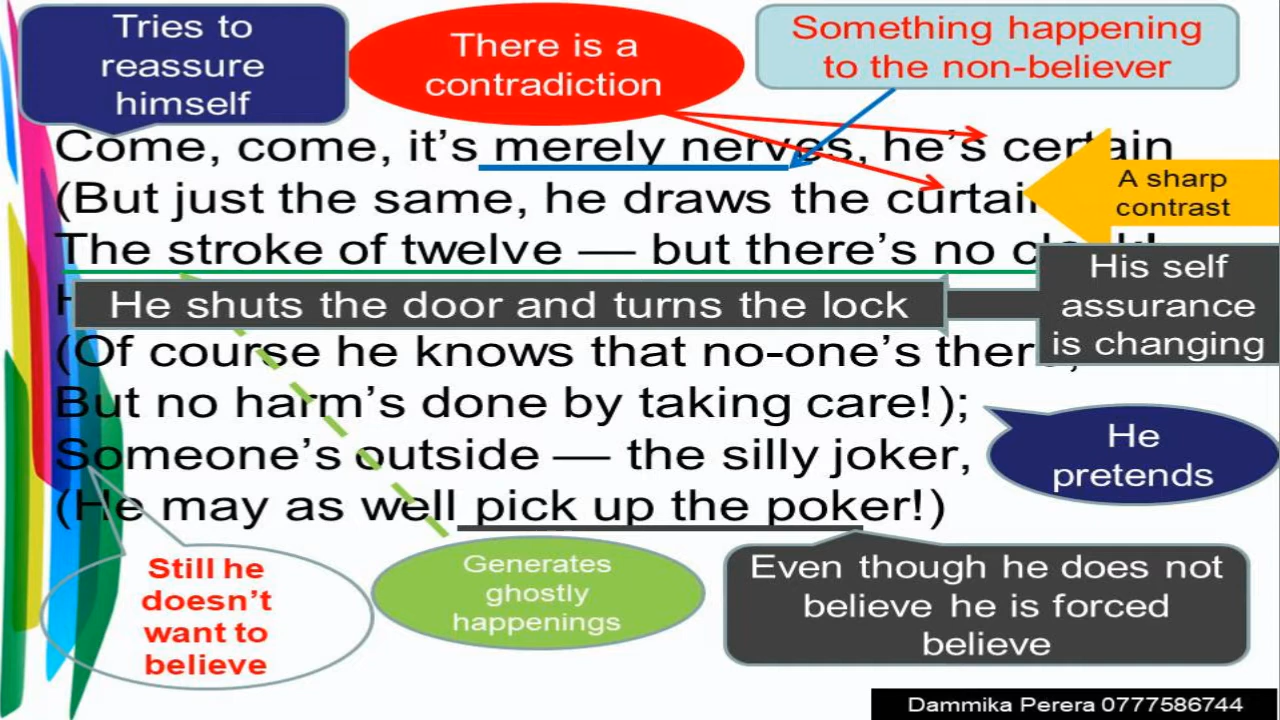 Tries to
reassure
himself
There is a
contradiction
Something happening
to the non-believer
Come, come, it's merely nerves, he's certain
(But just the same, he draws the curtain
A sharp
contrast
The stroke of twelve — but there's no
His self
assurance
is changing
He shuts the door and turns the lock
(Of course he knows that no-one's there,
But no harm's done by taking care!);
He
pretends
Someone's outside — the silly joker,
(He may as well pick up the poker!)
Still he
doesn't
want to
believe
Generates
ghostly
happenings
Even though he does not
believe he is forced
believe
Dammika Perera 0777586744